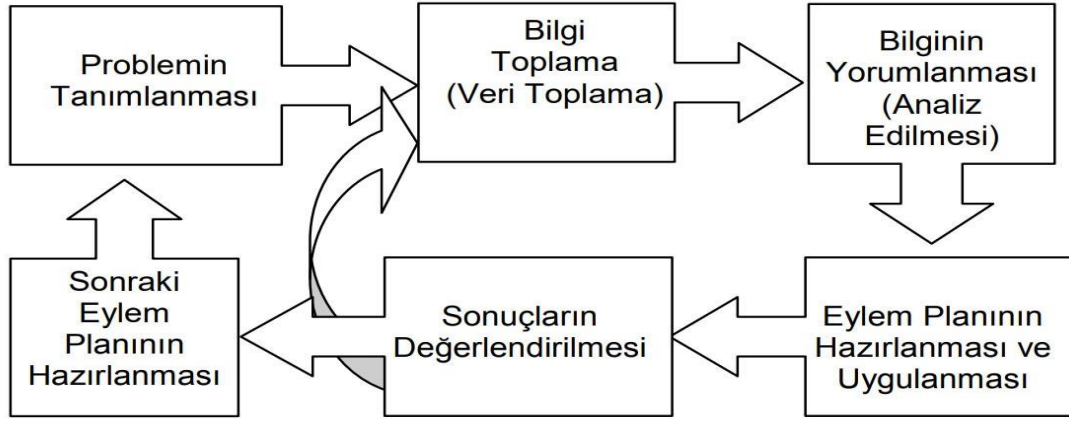 Problemin
Tanımlanması
Bilgi
Toplama
(Veri Toplama)
Bilginin
Yorumlanması
(Analiz
Edilmesi)
Eylem Planının
Hazırlanması ve
Uygulanması
Sonuçların
Değerlendirilmesi
Sonraki
Eylem
Planının
Hazırlanması